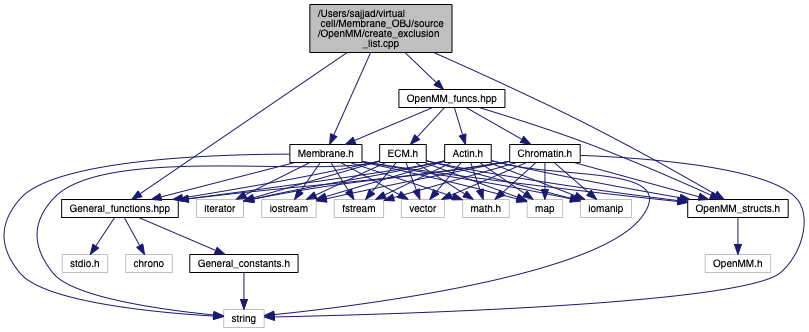 /Users/sajjad/virtual
cell/Membrane_OBJ/source
/OpenMM/create_exclusion
_list.cpp
OpenMM_funcs.hpp
Membrane.h
ECM.h
Actin.h
Chromatin.h
General_functions.hpp
iterator
iostream
fstream
vector
math.h
map
iomanip
OpenMM_structs.h
stdio.h
chrono
General_constants.h
OpenMM.h
string